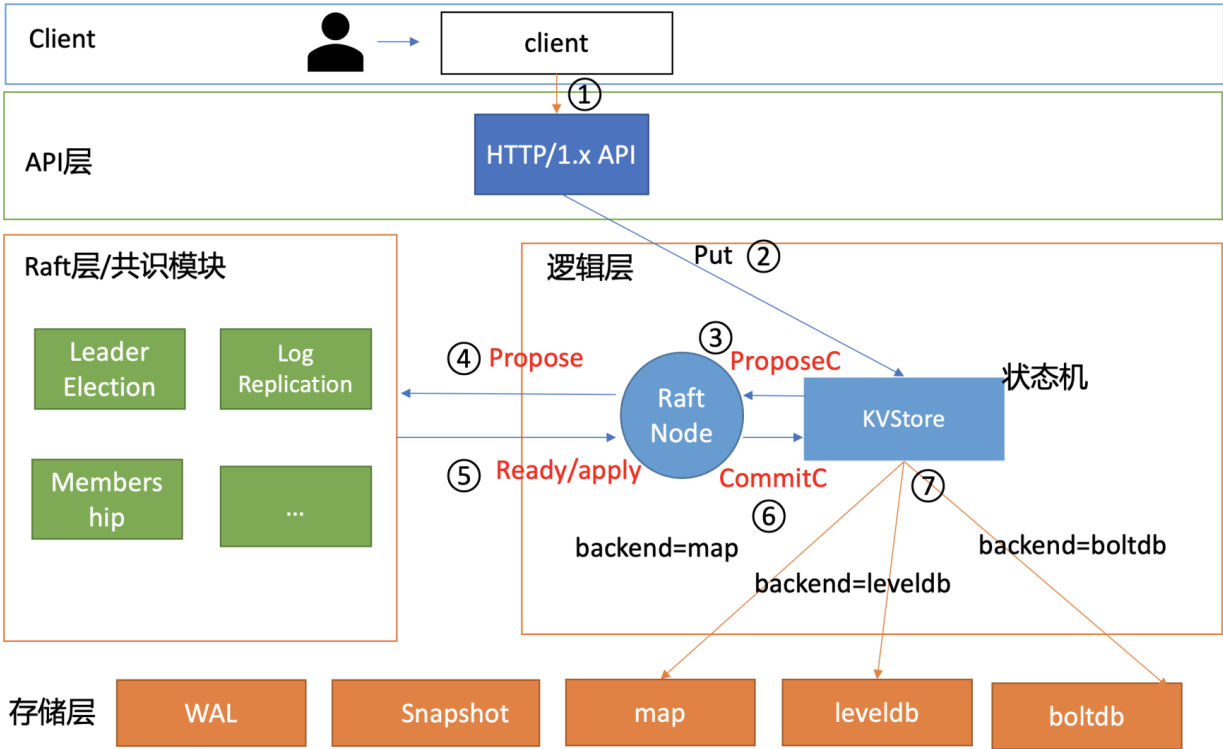 Client
client
①
API层
HTTP/1.x API
Raft层/共识模块
逻辑层
Put ②
Leader
Election
Log
Replication
Members
hip
...
④ Propose
③
ProposeC
Raft
Node
状态机
KVStore
⑤ Ready/apply
CommitC
⑥
⑦
backend=map
backend=leveldb
backend=boltdb
存储层
WAL
Snapshot
map
leveldb
boltdb